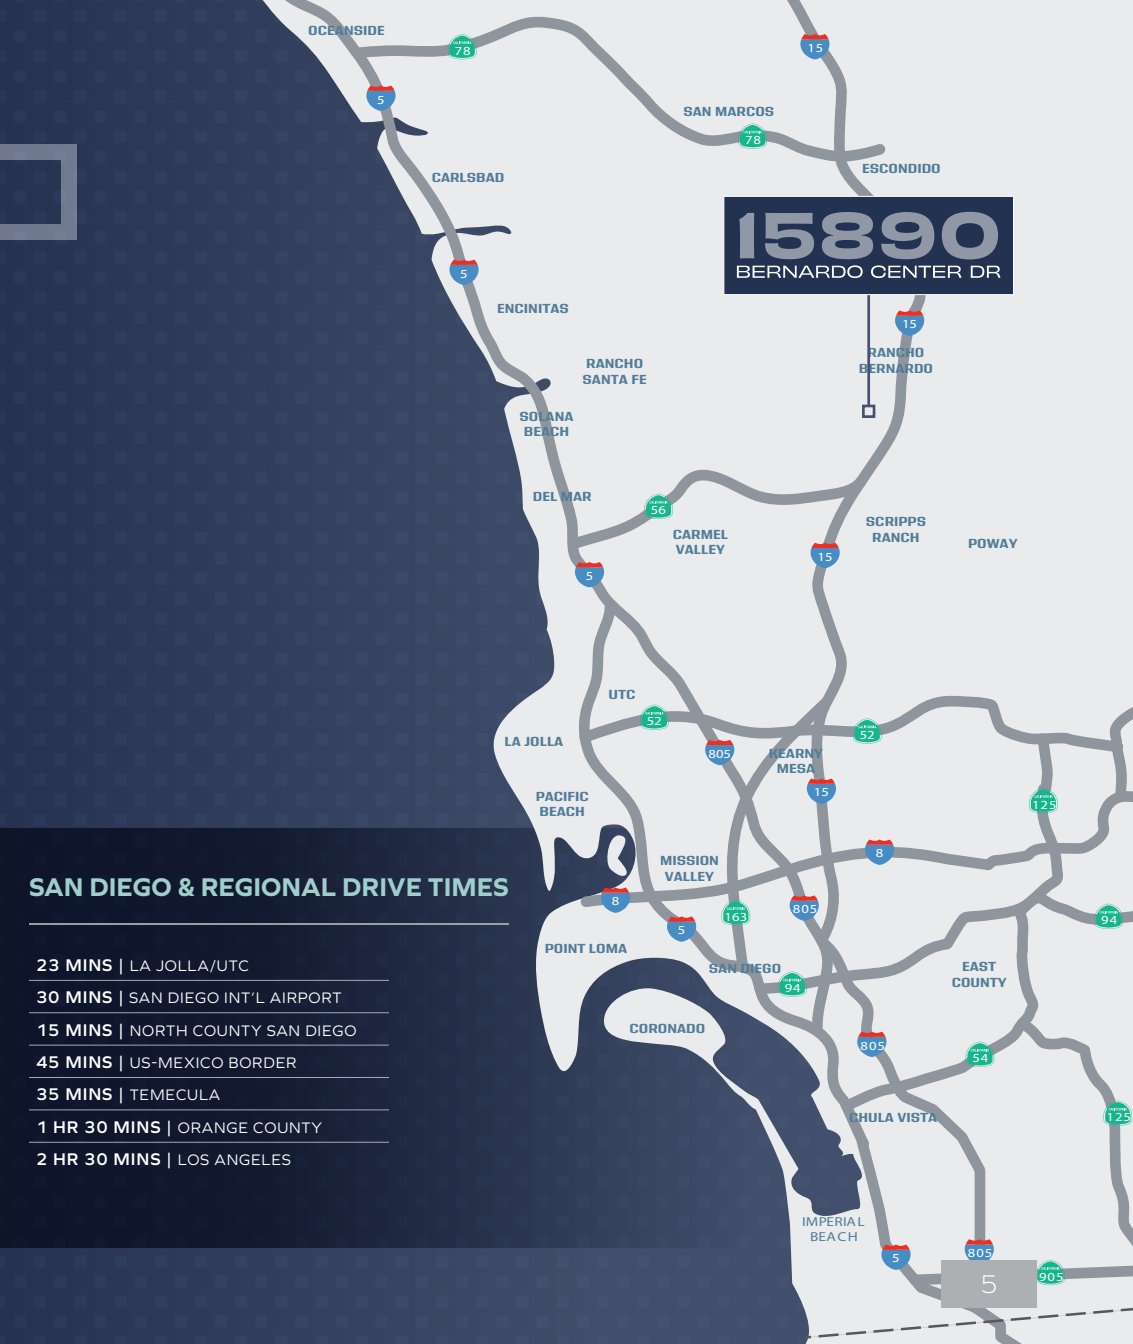 OCEANSIDE
78
15
5
SAN MARCOS
78
ESCONDIDO
CARLSBAD
15890
BERNARDO CENTER DR
5
ENCINITAS
15
RANCHO
BERNARDO
RANCHO
SANTA FE
SOLANA
BEACH
DEL MAR
56
CARMEL
VALLEY
SCRIPPS
RANCH
POWAY
15
5
UTC
52
52
LA JOLLA
805
KEARNY
MESA
15
PACIFIC
BEACH
125
MISSION
VALLEY
8
8
163
805
94
5
POINT LOMA
SAN DIEGO
94
EAST
COUNTY
CORONADO
805
54
CHULA VISTA
125
IMPERIAL
BEACH
5
805
905
SAN DIEGO & REGIONAL DRIVE TIMES
23 MINS | LA JOLLA/UTC
30 MINS | SAN DIEGO INT'L AIRPORT
15 MINS | NORTH COUNTY SAN DIEGO
45 MINS | US-MEXICO BORDER
35 MINS | TEMECULA
1 HR 30 MINS | ORANGE COUNTY
2 HR 30 MINS | LOS ANGELES
5